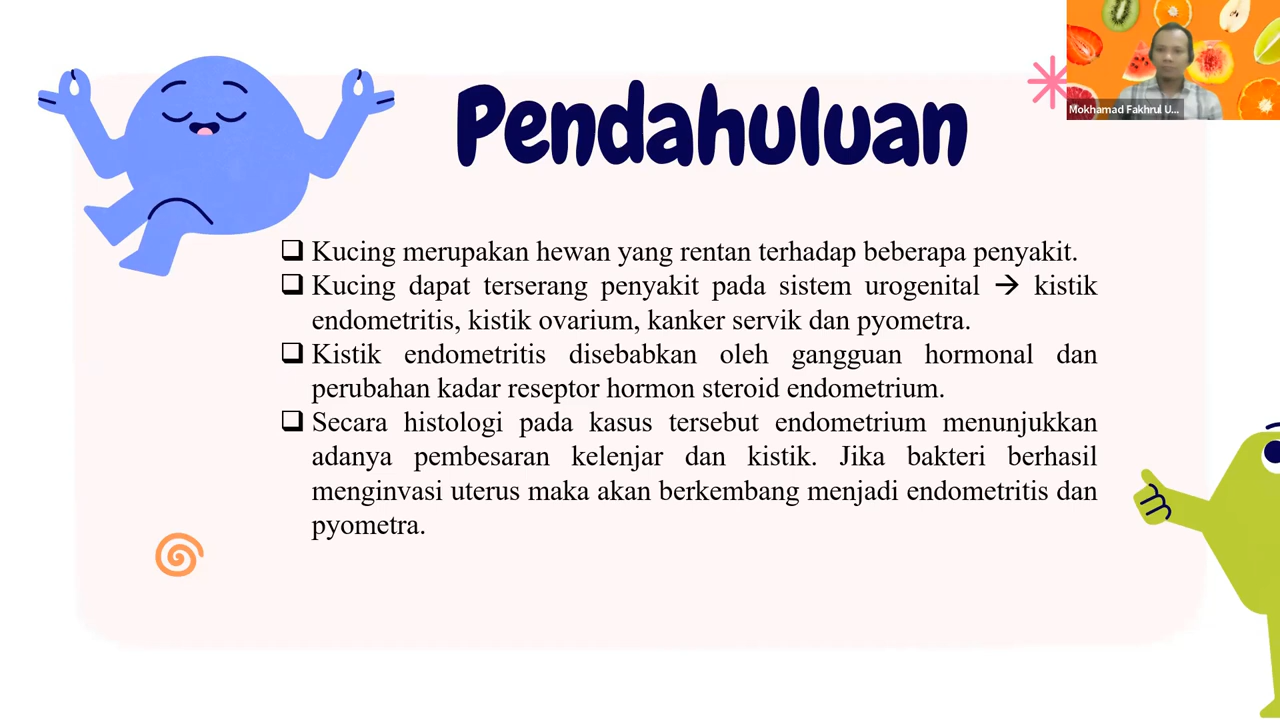 Pendahuluan
Mokhamad Fakhrul U...
❑ Kucing merupakan hewan yang rentan terhadap beberapa penyakit.
❑ Kucing dapat terserang penyakit pada sistem urogenital → kistik
endometritis, kistik ovarium, kanker servik dan pyometra.
❑ Kistik endometritis disebabkan oleh gangguan hormonal dan
perubahan kadar reseptor hormon steroid endometrium.
❑ Secara histologi pada kasus tersebut endometrium menunjukkan
adanya pembesaran kelenjar dan kistik. Jika bakteri berhasil
menginvasi uterus maka akan berkembang menjadi endometritis dan
pyometra.